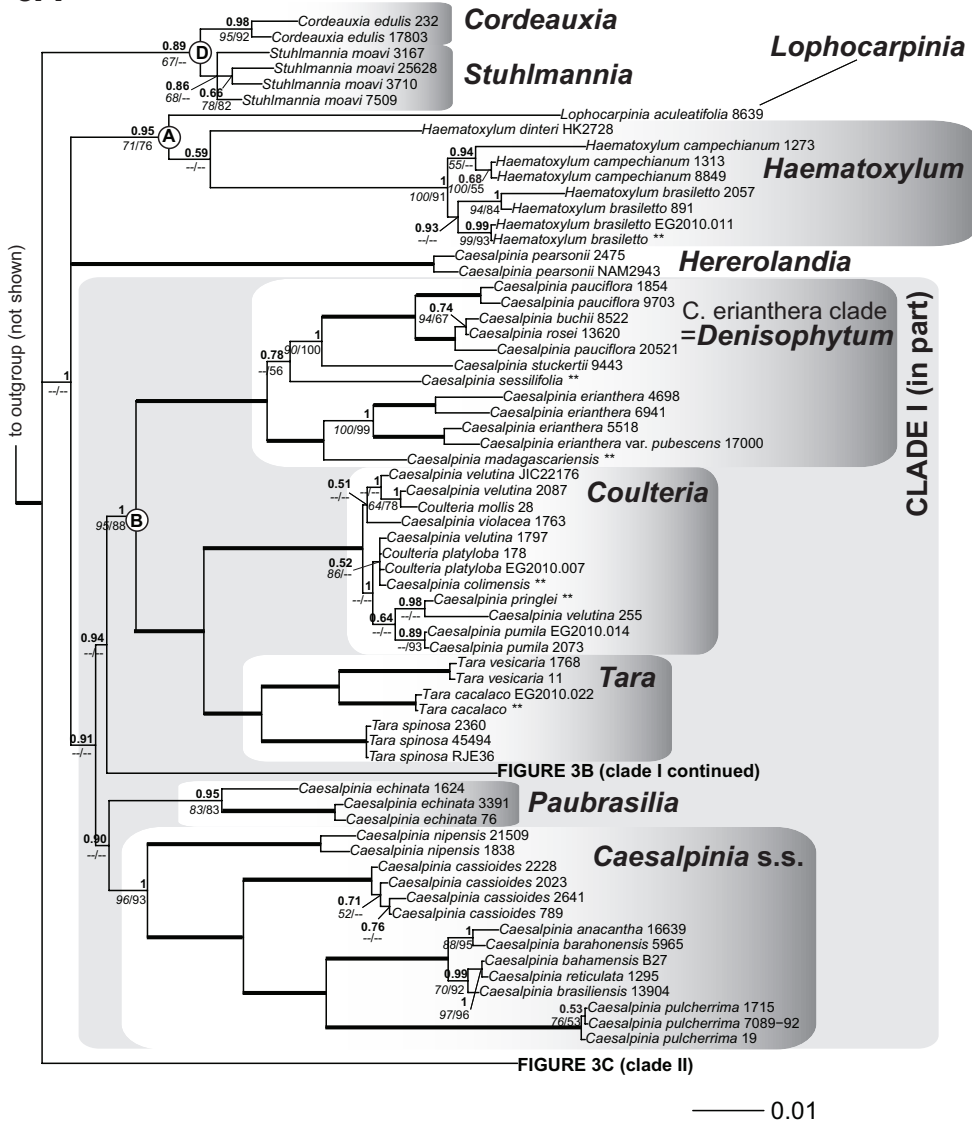 Cordeauxia
Stuhlmannia
Lophocarpinia
Haematoxylum
Hererolandia
C. erianthera clade
=Denisophytum
CLADE I (in part)
Coulteria
Tara
Paubrasilia
Caesalpinia s.s.
to outgroup (not shown)
0.98
95/92
Cordeauxia edulis 232
Cordeauxia edulis 17803
0.89
67/--
D
Stuhlmannia moavi 3167
Stuhlmannia moavi 25628
Stuhlmannia moavi 3710
Stuhlmannia moavi 7509
0.86
68/--
0.66
78/82
Lophocarpinia aculeatifolia 8639
0.95
71/76
A
Haematoxylum dinteri HK2728
0.59
--/--
Haematoxylum campechianum 1273
0.94
55/--
Haematoxylum campechianum 1313
0.68
Haematoxylum campechianum 8849
100/55
1
100/91
Haematoxylum brasiletto 2057
1
94/84
Haematoxylum brasiletto 891
0.93
--/--
0.99
99/93
Haematoxylum brasiletto EG2010.011
Haematoxylum brasiletto **
Caesalpinia pearsonii 2475
Caesalpinia pearsonii NAM2943
Caesalpinia pauciflora 1854
Caesalpinia pauciflora 9703
0.74
94/67
Caesalpinia buchii 8522
Caesalpinia rosei 13620
Caesalpinia pauciflora 20521
1
90/100
Caesalpinia stuckertii 9443
0.78
--/56
Caesalpinia sessilifolia **
1
--/--
Caesalpinia erianthera 4698
Caesalpinia erianthera 6941
1
100/99
Caesalpinia erianthera 5518
Caesalpinia erianthera var. pubescens 17000
Caesalpinia madagascariensis **
Caesalpinia velutina JIC22176
0.51
--/--
1
--/--
Caesalpinia velutina 2087
64/78
Coulteria mollis 28
Caesalpinia violacea 1763
1
95/88
B
Caesalpinia velutina 1797
Coulteria platyloba 178
0.52
86/--
Coulteria platyloba EG2010.007
Caesalpinia colimensis **
1
--/--
0.98
--/--
Caesalpinia pringlei **
Caesalpinia velutina 255
0.64
--/--
0.89
--/93
Caesalpinia pumila EG2010.014
Caesalpinia pumila 2073
0.94
--/--
Tara vesicaria 1768
Tara vesicaria 11
Tara cacalaco EG2010.022
Tara cacalaco **
Tara spinosa 2360
Tara spinosa 45494
Tara spinosa RJE36
0.91
--/--
FIGURE 3B (clade I continued)
0.95
83/83
Caesalpinia echinata 1624
Caesalpinia echinata 3391
Caesalpinia echinata 76
0.90
--/--
Caesalpinia nipensis 21509
Caesalpinia nipensis 1838
1
96/93
Caesalpinia cassioides 2228
Caesalpinia cassioides 2023
0.71
52/--
Caesalpinia cassioides 2641
Caesalpinia cassioides 789
0.76
--/--
1
88/95
Caesalpinia anacantha 16639
Caesalpinia barahonensis 5965
Caesalpinia bahamensis B27
0.99
70/92
Caesalpinia reticulata 1295
Caesalpinia brasiliensis 13904
1
97/96
0.53
76/53
Caesalpinia pulcherrima 1715
Caesalpinia pulcherrima 7089−92
Caesalpinia pulcherrima 19
FIGURE 3C (clade II)
0.01